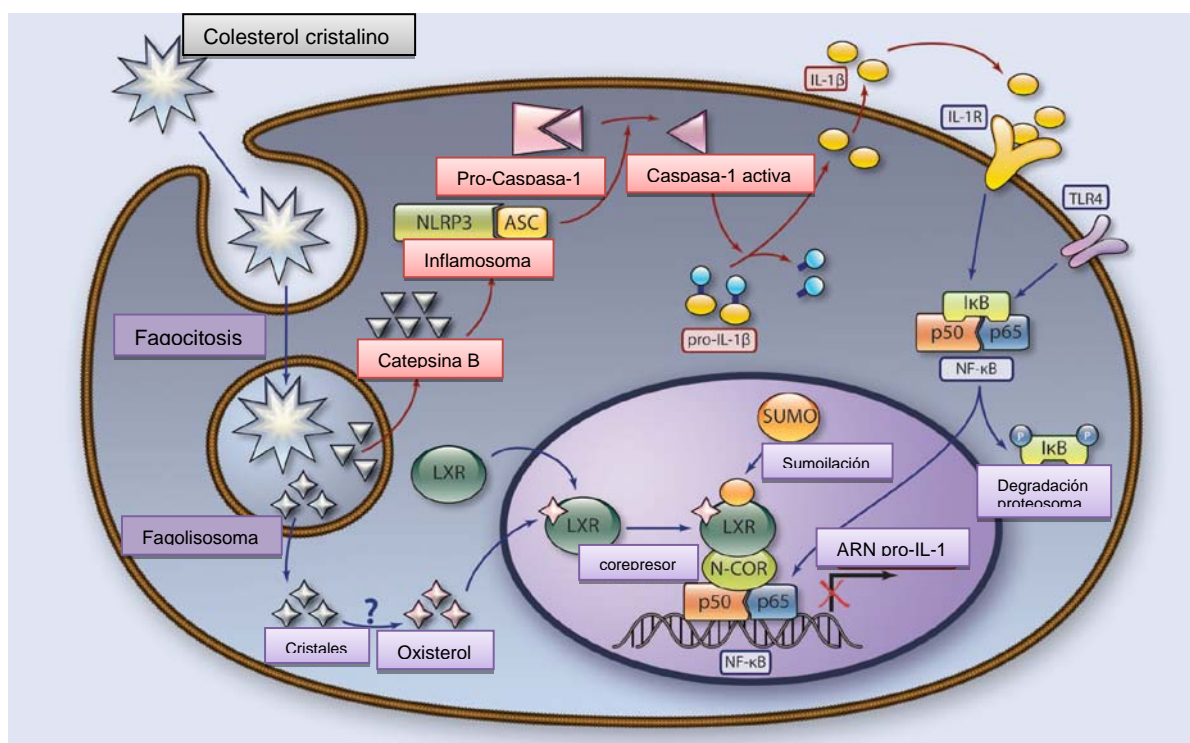 Colesterol cristalino
IL-1β
IL-1R
TLR4
Pro-Caspasa-1
Caspasa-1 activa
NLRP3
ASC
Inflamosoma
pro-IL-1β
IκB
p50
p65
NF-κB
Fagocitosis
Catepsina B
SUMO
Sumoilación
P
IκB
P
Degradación
proteosoma
LXR
LXR
LXR
Fagolisosoma
corepresor
N-COR
ARN pro-IL-1
p50
p65
NF-κB
?
Cristales
Oxisterol